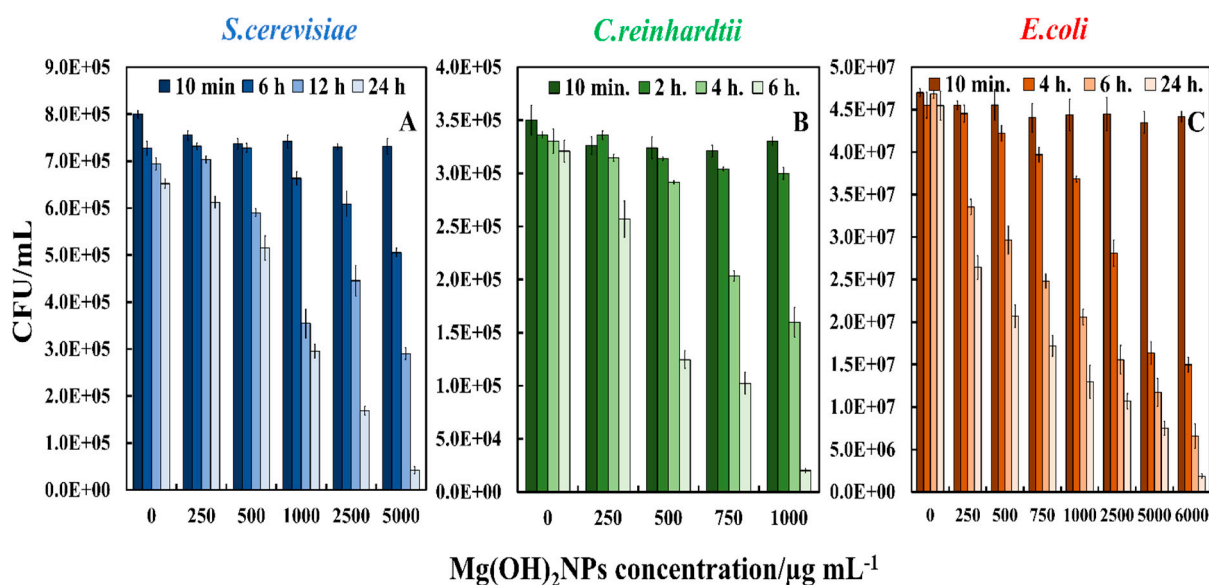 S.cerevisiae
C.reinhardtii
E.coli
CFU/mL
9.0E+05
8.0E+05
7.0E+05
6.0E+05
5.0E+05
4.0E+05
3.0E+05
2.0E+05
1.0E+05
0.0E+00
10 min 6 h 12 h 24 h
A
0 250 500 1000 2500 5000
4.0E+05
3.5E+05
3.0E+05
2.5E+05
2.0E+05
1.5E+05
1.0E+05
5.0E+04
0.0E+00
10 min. 2 h. 4 h. 6 h.
B
0 250 500 750 1000
5.0E+07
4.5E+07
4.0E+07
3.5E+07
3.0E+07
2.5E+07
2.0E+07
1.5E+07
1.0E+07
5.0E+06
0.0E+00
10 min. 4 h. 6 h. 24 h.
C
0 250 500 750 1000 2500 5000 6000
Mg(OH)₂NPs concentration/µg mL⁻¹